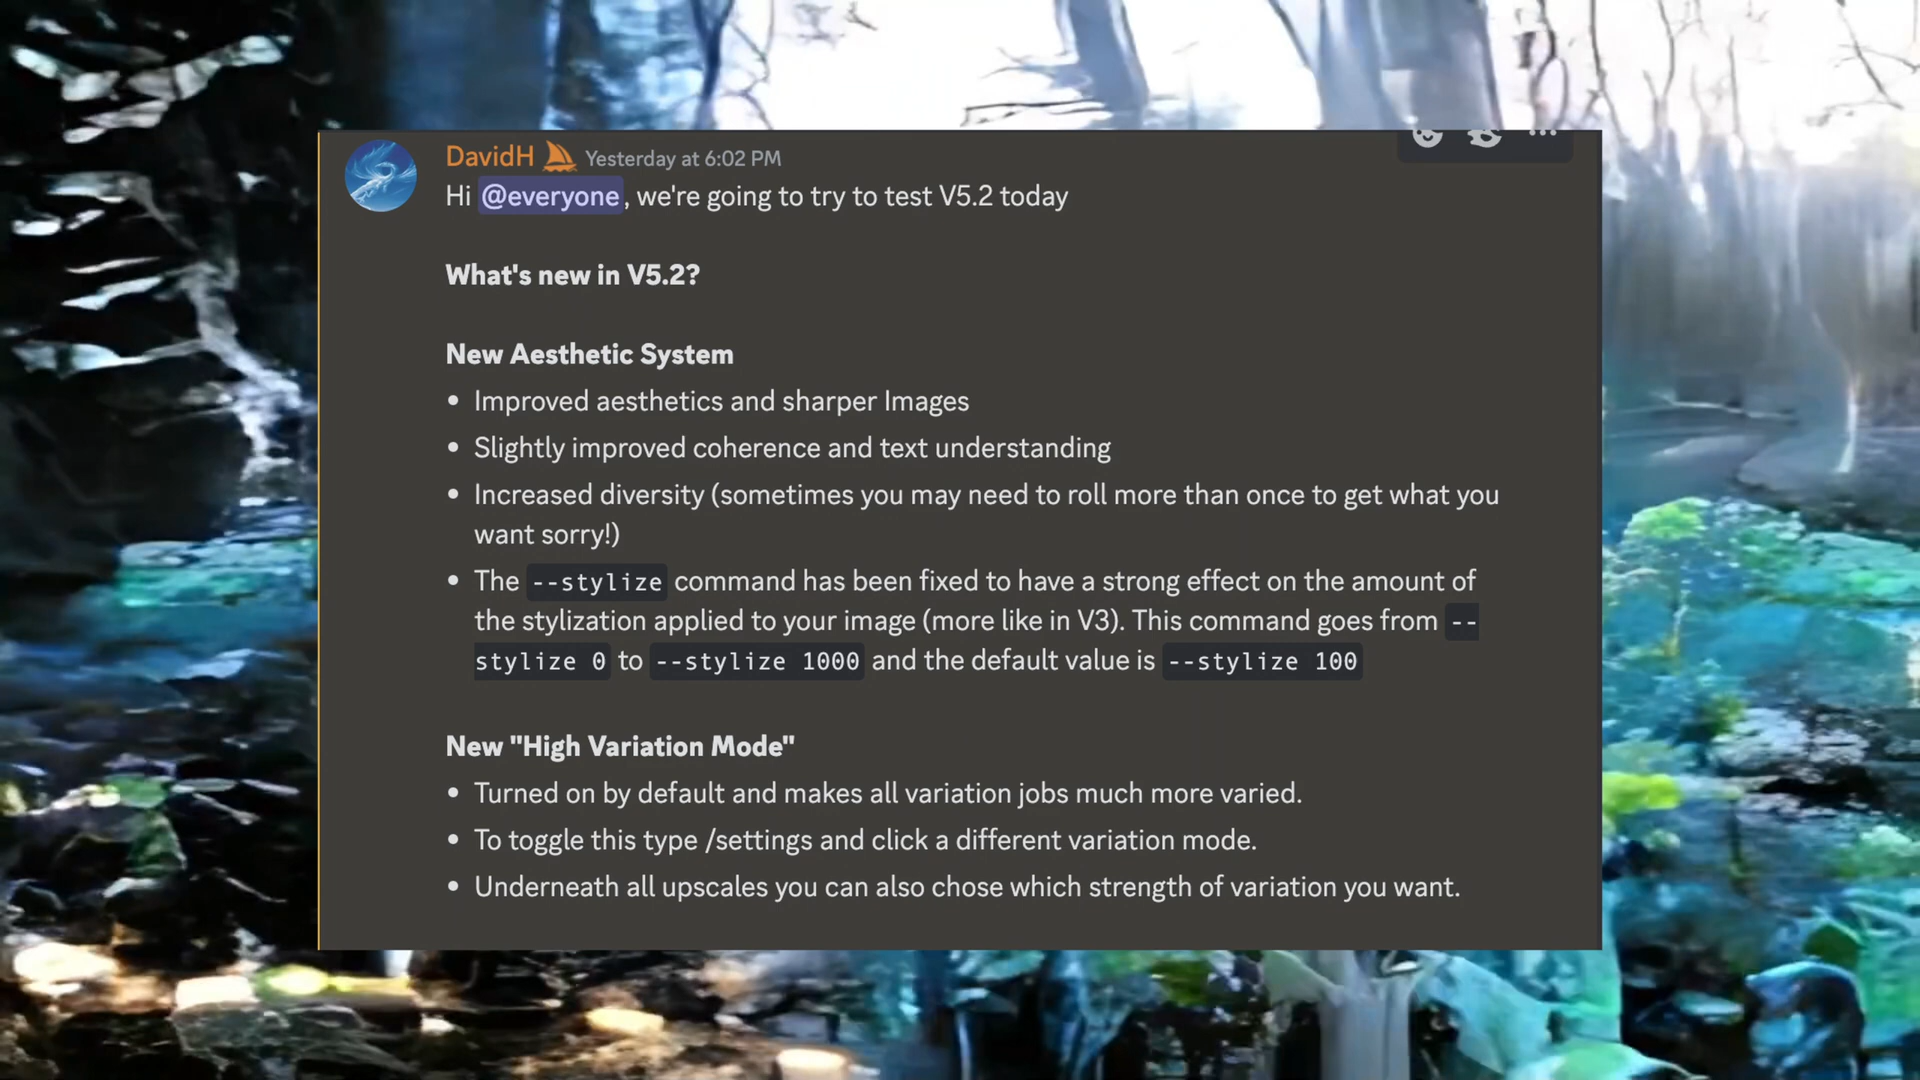 DavidH Yesterday at 6:02 PM
Hi @everyone, we're going to try to test V5.2 today
What's new in V5.2?
New Aesthetic System
• Improved aesthetics and sharper Images
• Slightly improved coherence and text understanding
• Increased diversity (sometimes you may need to roll more than once to get what you
want sorry!)
• The --stylize command has been fixed to have a strong effect on the amount of
the stylization applied to your image (more like in V3). This command goes from --
stylize 0 to --stylize 1000 and the default value is --stylize 100
New "High Variation Mode"
• Turned on by default and makes all variation jobs much more varied.
• To toggle this type /settings and click a different variation mode.
• Underneath all upscales you can also chose which strength of variation you want.